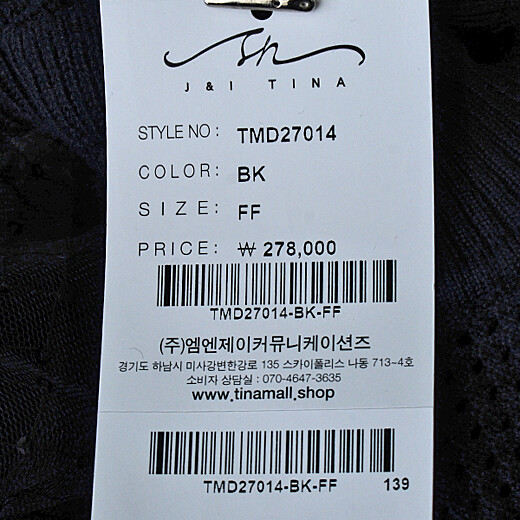 J & I TINA
STYLE NO : TMD27014
COLOR : BK
SIZE : FF
PRICE : ₩ 278,000
TMD27014-BK-FF
(주)엠엔제이커뮤니케이션즈
경기도 하남시 미사강변한강로 135 스카이폴리스 나동 713~4호
소비자 상담실 : 070-4647-3635
www.tinamall.shop
TMD27014-BK-FF 139